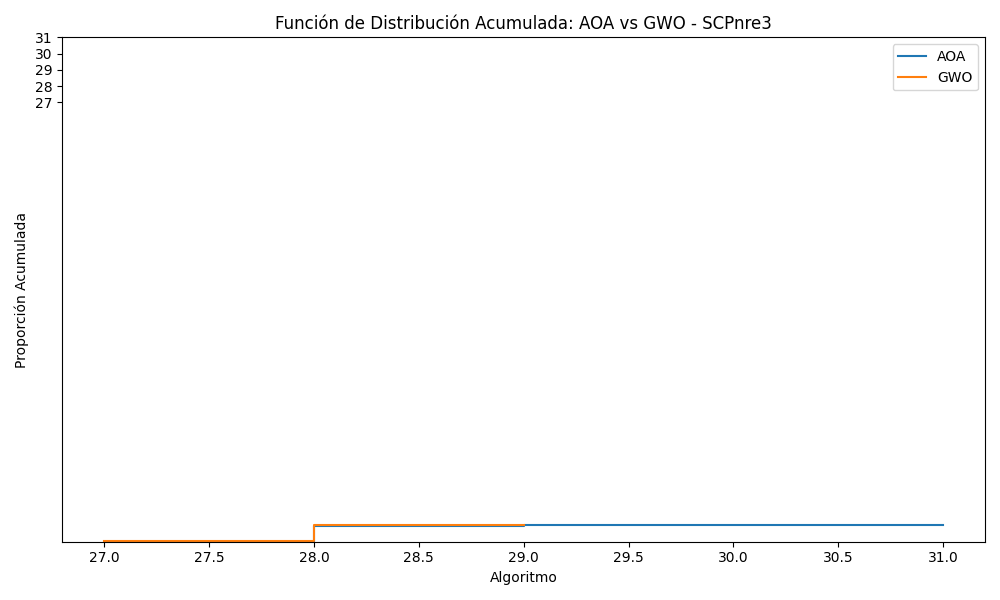 Función de Distribución Acumulada: AOA vs GWO - SCPnre3
31
30
29
28
27
AOA
GWO
Proporción Acumulada
27.0 27.5 28.0 28.5 29.0 29.5 30.0 30.5 31.0
Algoritmo